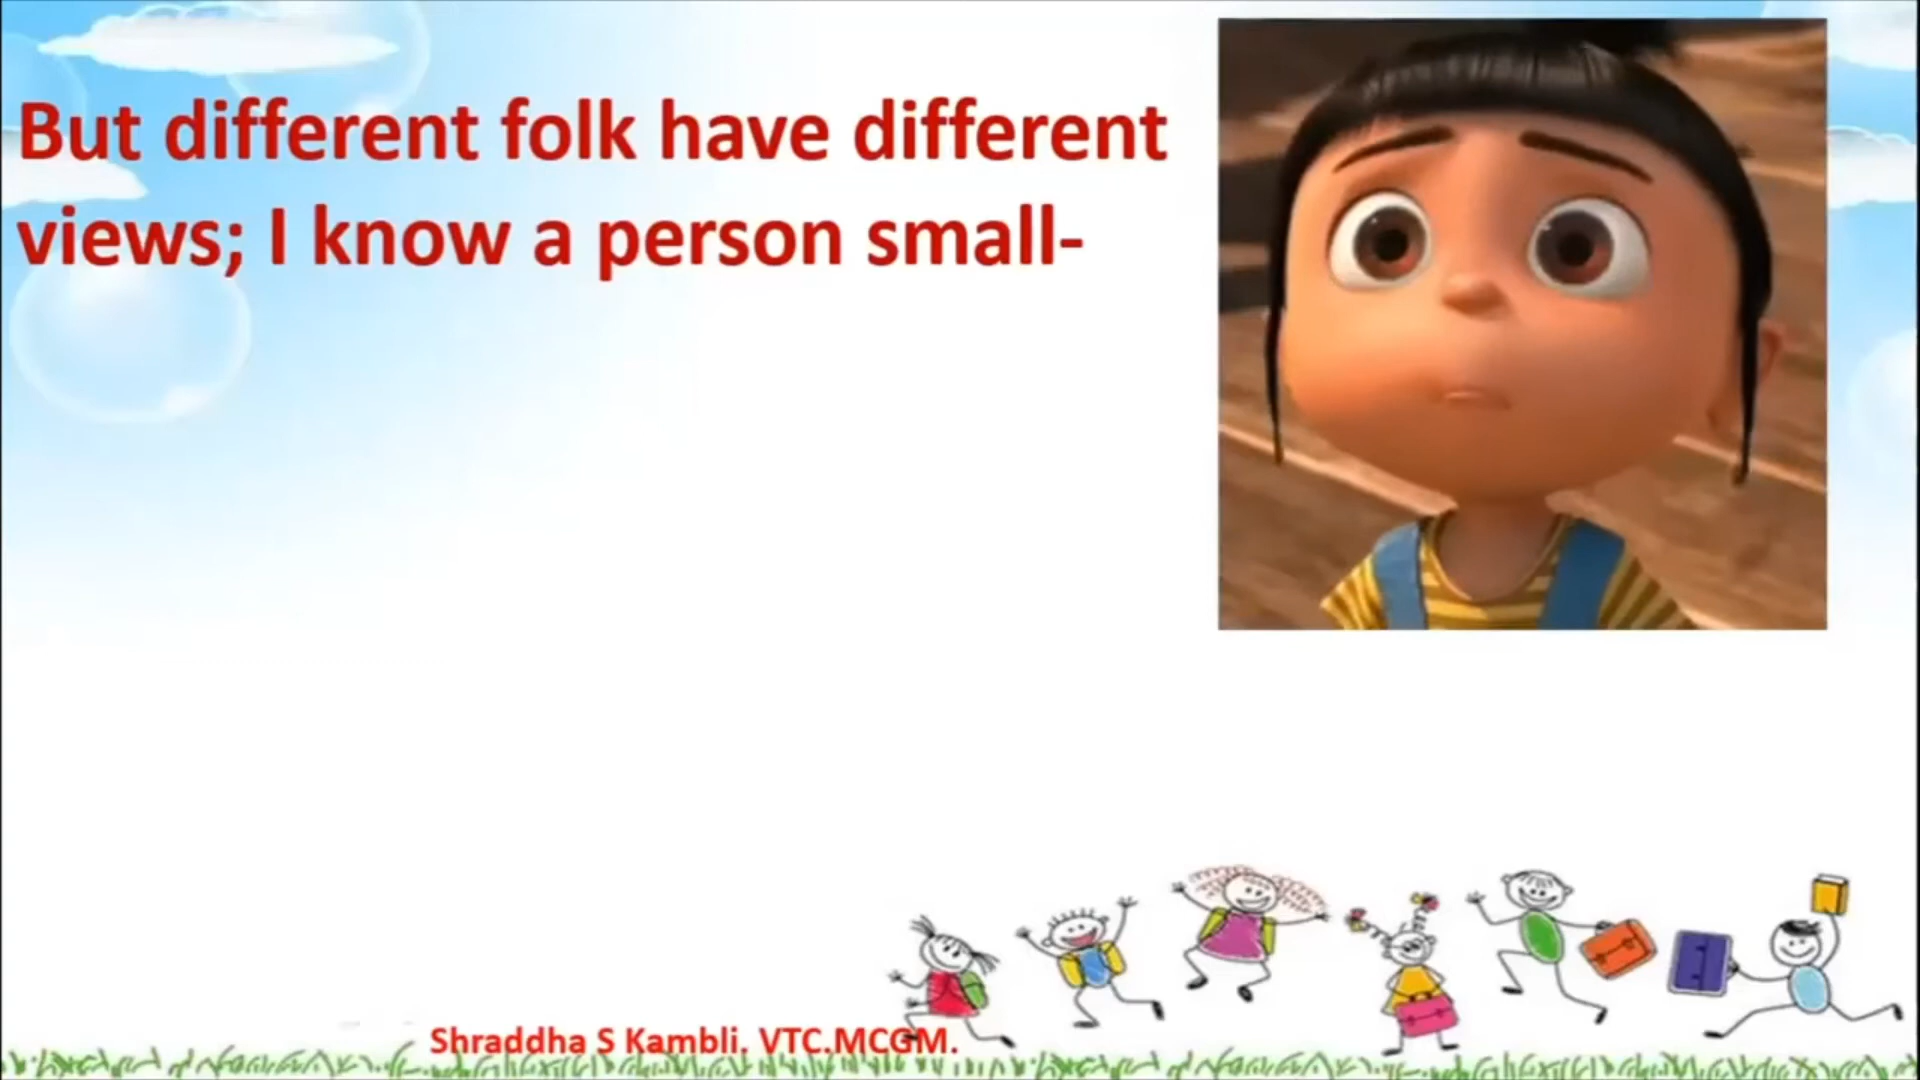 But different folk have different
views; I know a person small-
Shraddha S Kambli. VTC.MCGM.